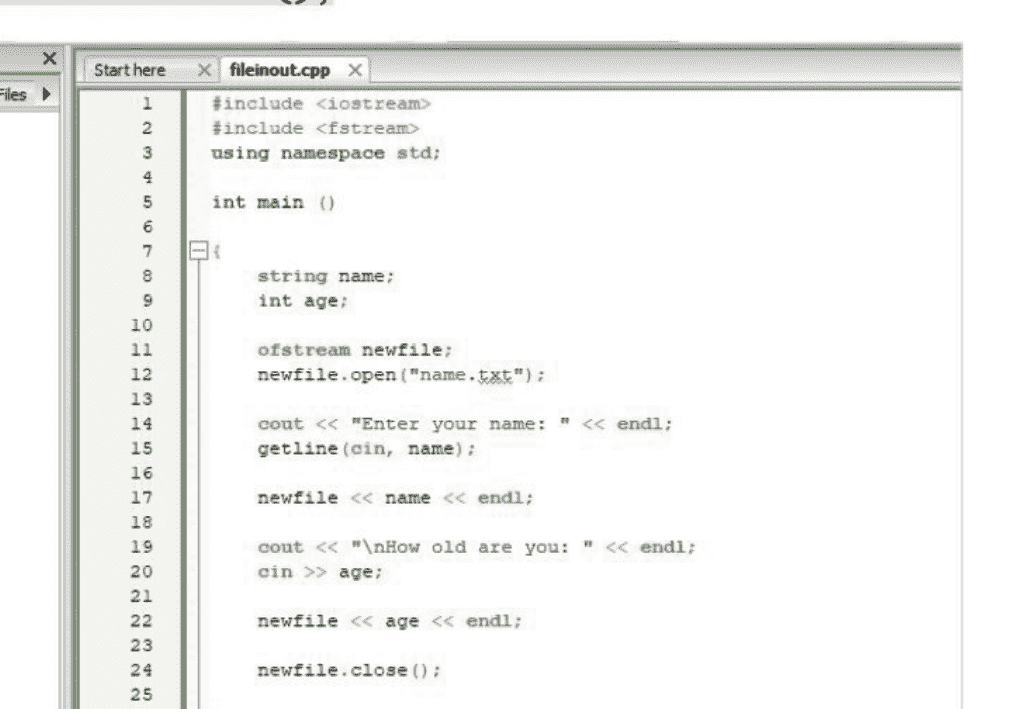 Start here
fileinout.cpp
Files
1 #include <iostream>
2 #include <fstream>
3 using namespace std;
4
5 int main ()
6
7 {
8 string name;
9 int age;
10
11 ofstream newfile;
12 newfile.open("name.txt");
13
14 cout << "Enter your name: " << endl;
15 getline(cin, name);
16
17 newfile << name << endl;
18
19 cout << "\nHow old are you: " << endl;
20 cin >> age;
21
22 newfile << age << endl;
23
24 newfile.close();
25